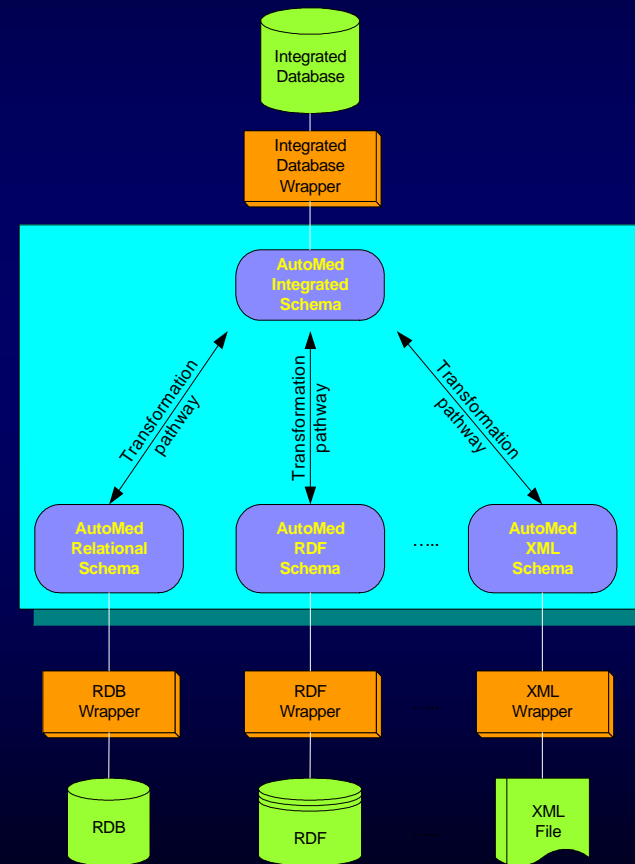 Integrated
Database
Integrated
Database
Wrapper
AutoMed
Integrated
Schema
Transformation
pathway
Transformation
pathway
Transformation
pathway
AutoMed
Relational
Schema
AutoMed
RDF
Schema
…..
AutoMed
XML
Schema
RDB
Wrapper
RDF
Wrapper
…..
XML
Wrapper
RDB
RDF
…..
XML
File